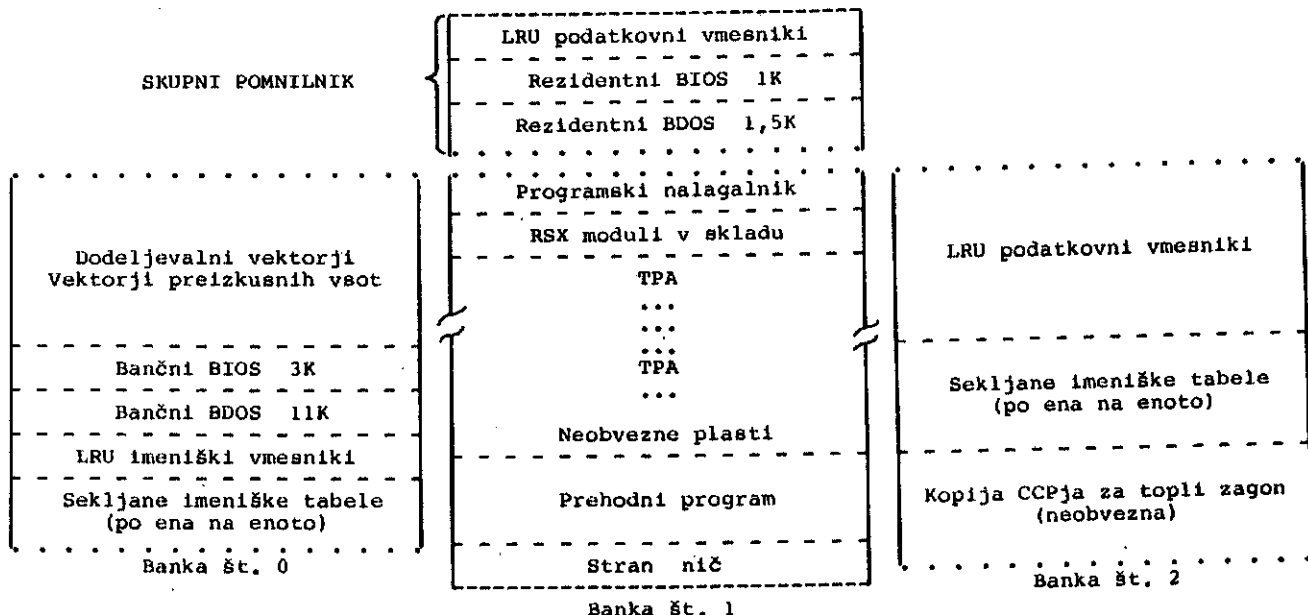 SKUPNI POMNILNIK
LRU podatkovni vmesniki
Rezidentni BIOS 1K
Rezidentni BDOS 1,5K
Dodeljevalni vektorji
Vektorji preizkusnih vsot
Bančni BIOS 3K
Bančni BDOS 11K
LRU imeniški vmesniki
Sekljane imeniške tabele
(po ena na enoto)
Banka št. 0
Programski nalagalnik
RSX moduli v skladu
TPA
...
...
...
TPA
...
Neobvezne plasti
Prehodni program
Stran nič
Banka št. 1
LRU podatkovni vmesniki
Sekljane imeniške tabele
(po ena na enoto)
Kopija CCPja za topli zagon
(neobvezna)
Banka št. 2